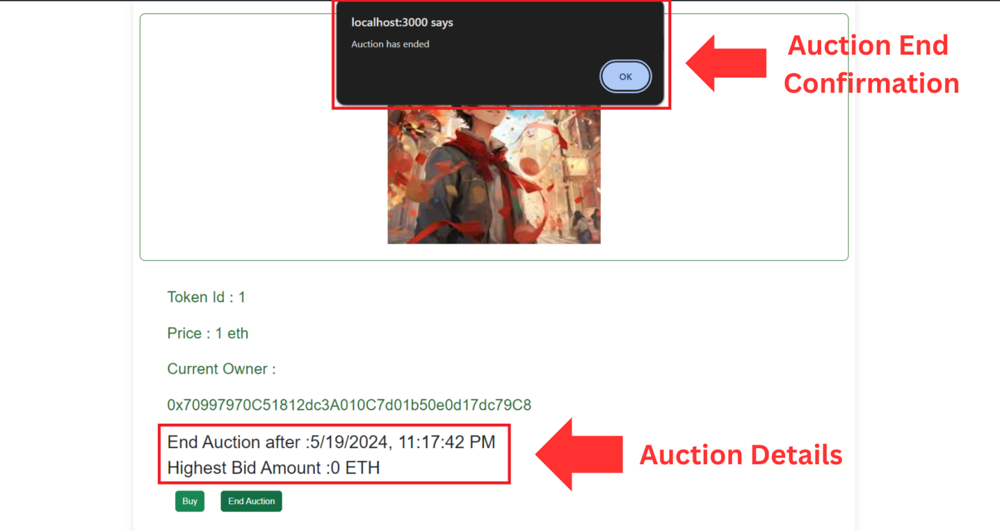 localhost:3000 says
Auction has ended
OK
Auction End
Confirmation
Token Id : 1
Price : 1 eth
Current Owner :
0x70997970C51812dc3A010C7d01b50e0d17dc79C8
End Auction after :5/19/2024, 11:17:42 PM
Highest Bid Amount :0 ETH
Auction Details
Buy
End Auction